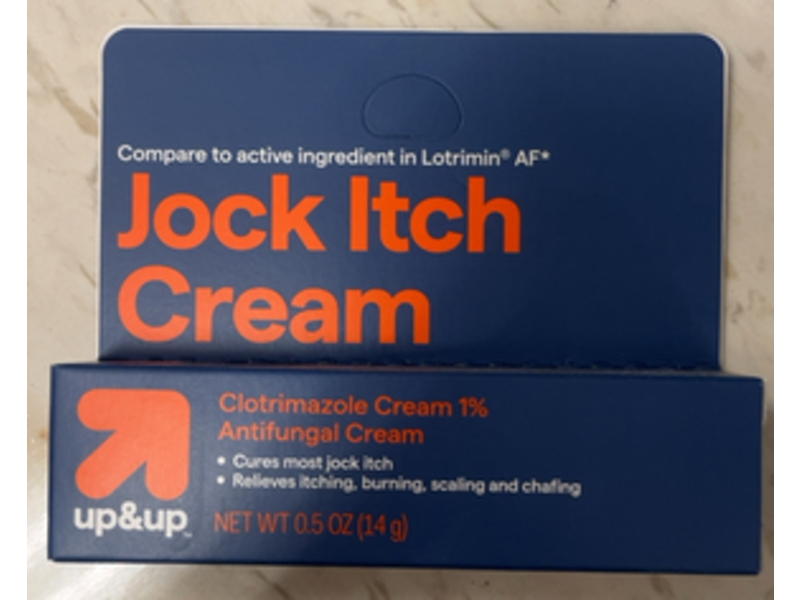 Compare to active ingredient in Lotrimin® AF*
Jock Itch
Cream
Clotrimazole Cream 1%
Antifungal Cream
• Cures most jock itch
• Relieves itching, burning, scaling and chafing
up&up™
NET WT 0.5 OZ (14 g)